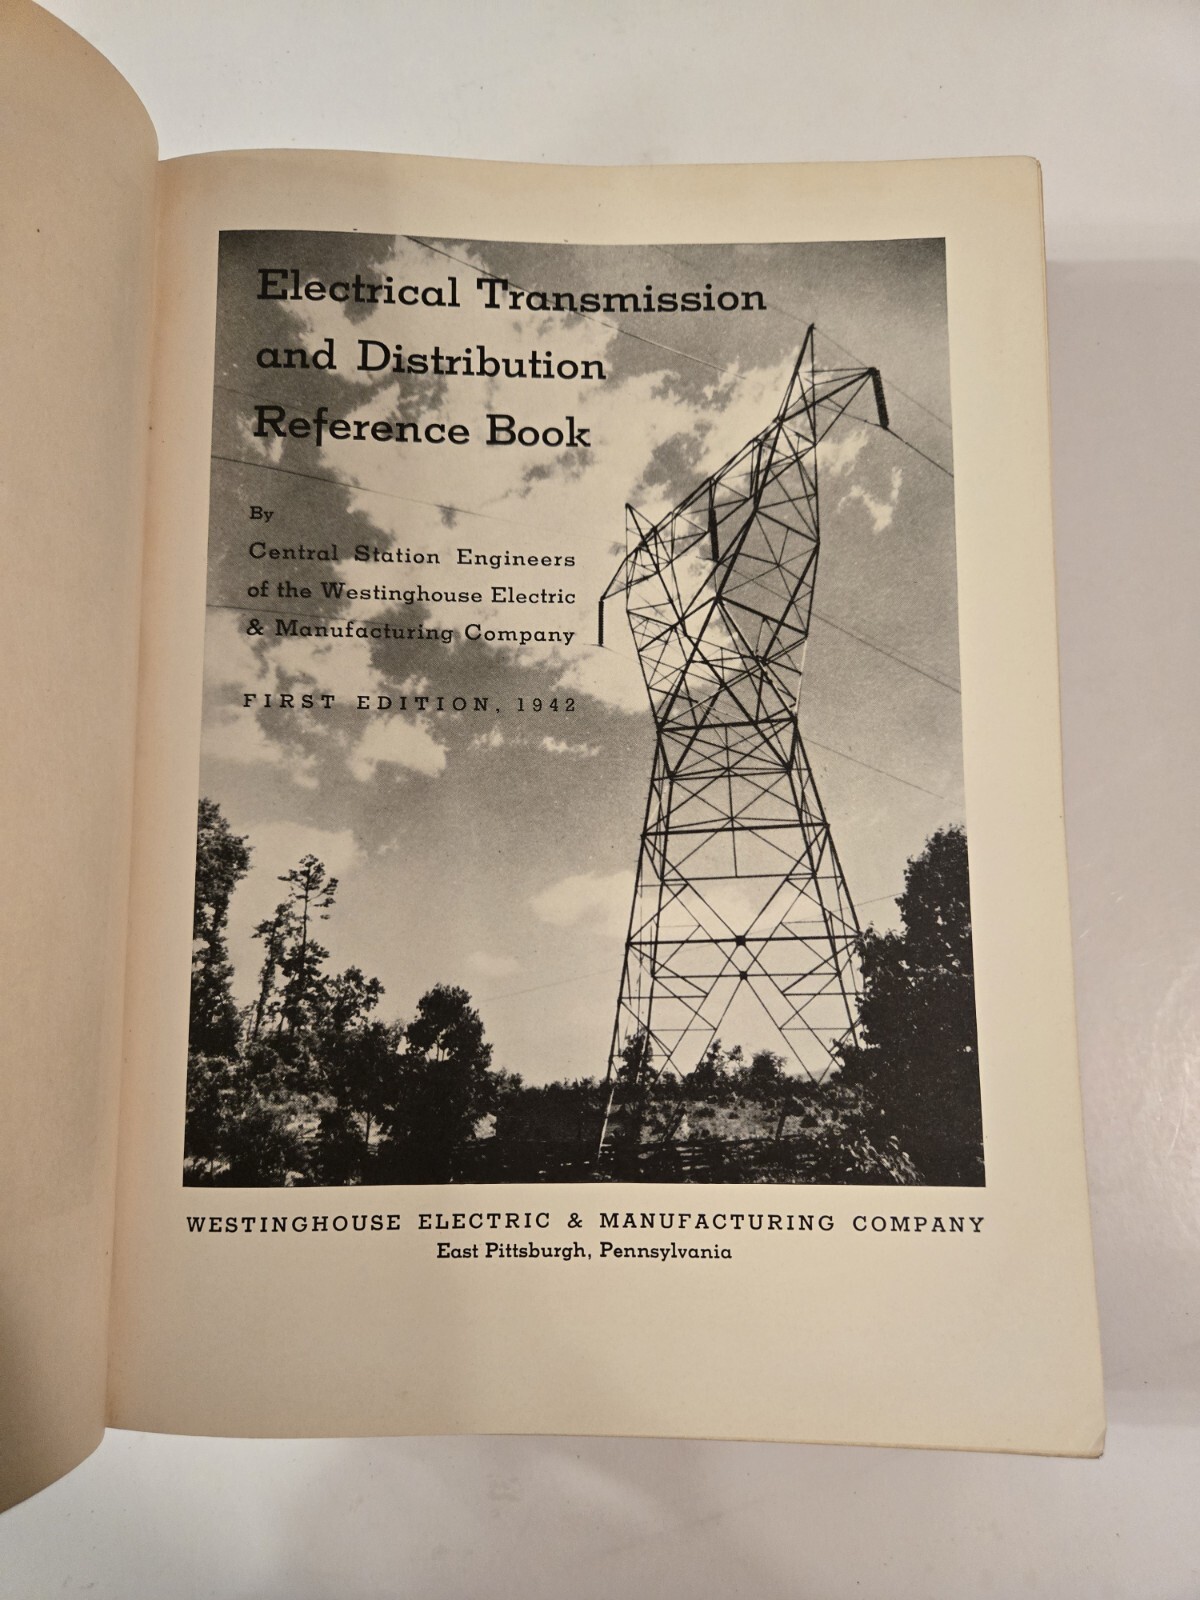 Electrical Transmission
and Distribution
Reference Book
By
Central Station Engineers
of the Westinghouse Electric
& Manufacturing Company
FIRST EDITION, 1942
WESTINGHOUSE ELECTRIC & MANUFACTURING COMPANY
East Pittsburgh, Pennsylvania